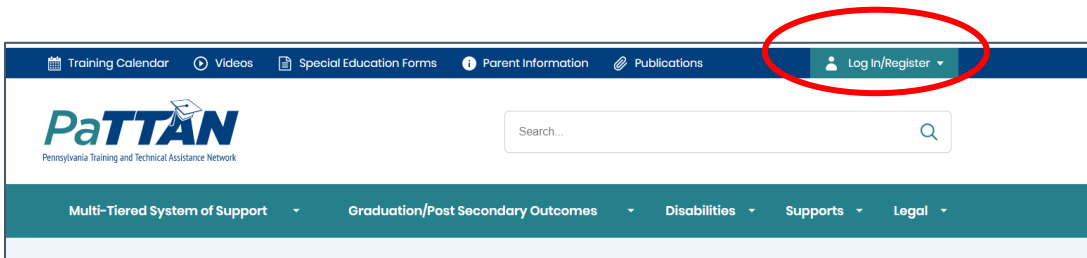 Training Calendar Videos Special Education Forms Parent Information Publications Log In/Register
PaTTAN
Pennsylvania Training and Technical Assistance Network
Search...
Multi-Tiered System of Support Graduation/Post Secondary Outcomes Disabilities Supports Legal